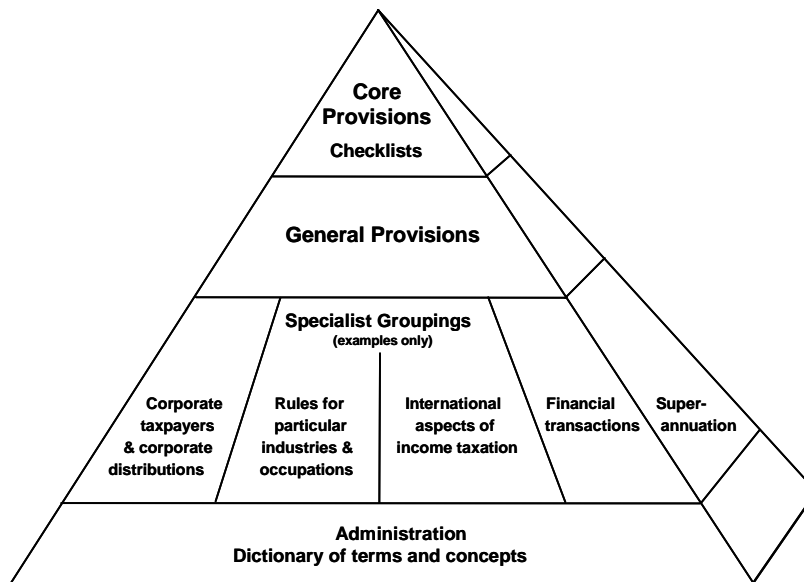 Core
Provisions
Checklists
General Provisions
Specialist Groupings
(examples only)
Corporate
taxpayers
& corporate
distributions
Rules for
particular
industries &
occupations
International
aspects of
income taxation
Financial
transactions
Super-
annuation
Administration
Dictionary of terms and concepts